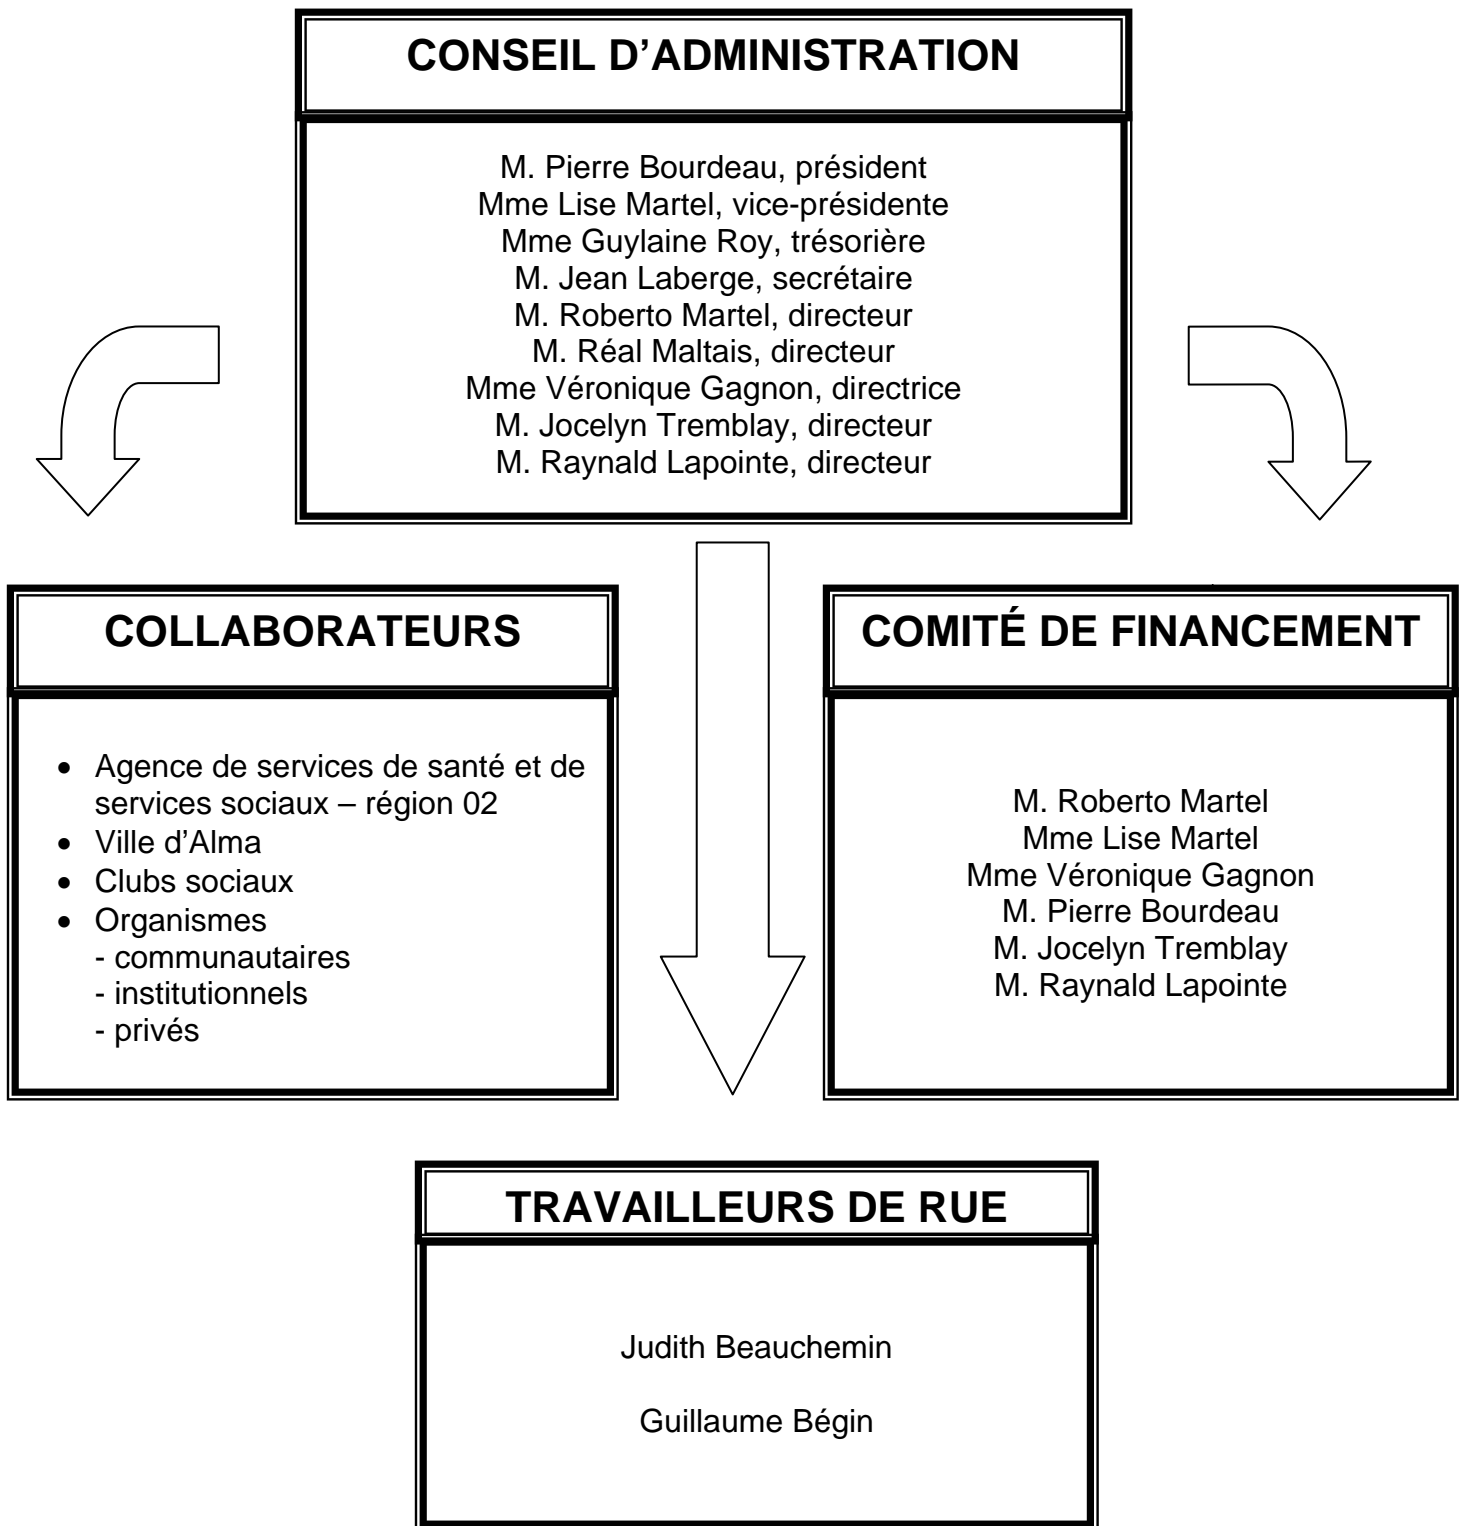 CONSEIL D’ADMINISTRATION
M. Pierre Bourdeau, président
Mme Lise Martel, vice-présidente
Mme Guylaine Roy, trésorière
M. Jean Laberge, secrétaire
M. Roberto Martel, directeur
M. Réal Maltais, directeur
Mme Véronique Gagnon, directrice
M. Jocelyn Tremblay, directeur
M. Raynald Lapointe, directeur
COLLABORATEURS
• Agence de services de santé et de
services sociaux – région 02
• Ville d’Alma
• Clubs sociaux
• Organismes
- communautaires
- institutionnels
- privés
COMITÉ DE FINANCEMENT
M. Roberto Martel
Mme Lise Martel
Mme Véronique Gagnon
M. Pierre Bourdeau
M. Jocelyn Tremblay
M. Raynald Lapointe
TRAVAILLEURS DE RUE
Judith Beauchemin
Guillaume Bégin